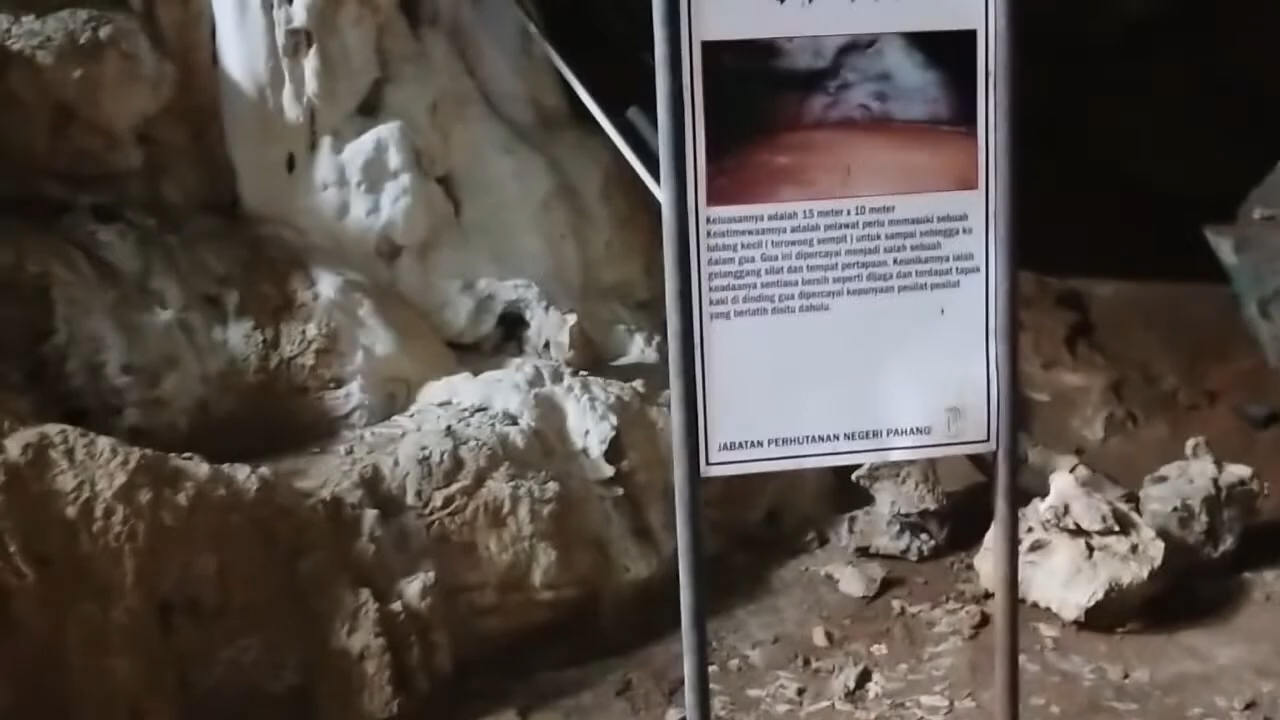 Keluasannya adalah 15 meter x 10 meter
Keistimewaannya adalah pelawat perlu memasuki sebuah
lubang kecil ( terowong sempit ) untuk sampai sehingga ke
dalam gua. Gua ini dipercayai menjadi salah sebuah
gelanggang silat dan tempat pertapaan. Keunikannya ialah
keadaanya sentiasa bersih seperti dijaga dan terdapat tapak
kaki di dinding gua dipercayai kepunyaan pesilat-pesilat
yang berlatih disitu dahulu.
JABATAN PERHUTANAN NEGERI PAHANG